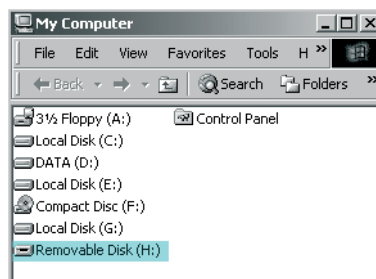 My Computer
File Edit View Favorites Tools H »
Back Search Folders »
3½ Floppy (A:) Control Panel
Local Disk (C:)
DATA (D:)
Local Disk (E:)
Compact Disc (F:)
Local Disk (G:)
Removable Disk (H:)